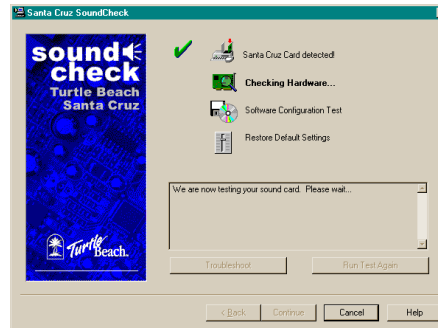 Santa Cruz SoundCheck
sound
check
Turtle Beach
Santa Cruz
Turtle
Beach.
Santa Cruz Card detected!
Checking Hardware...
Software Configuration Test
Restore Default Settings
We are now testing your sound card. Please wait...
Troubleshoot
Run Test Again
< Back
Continue
Cancel
Help